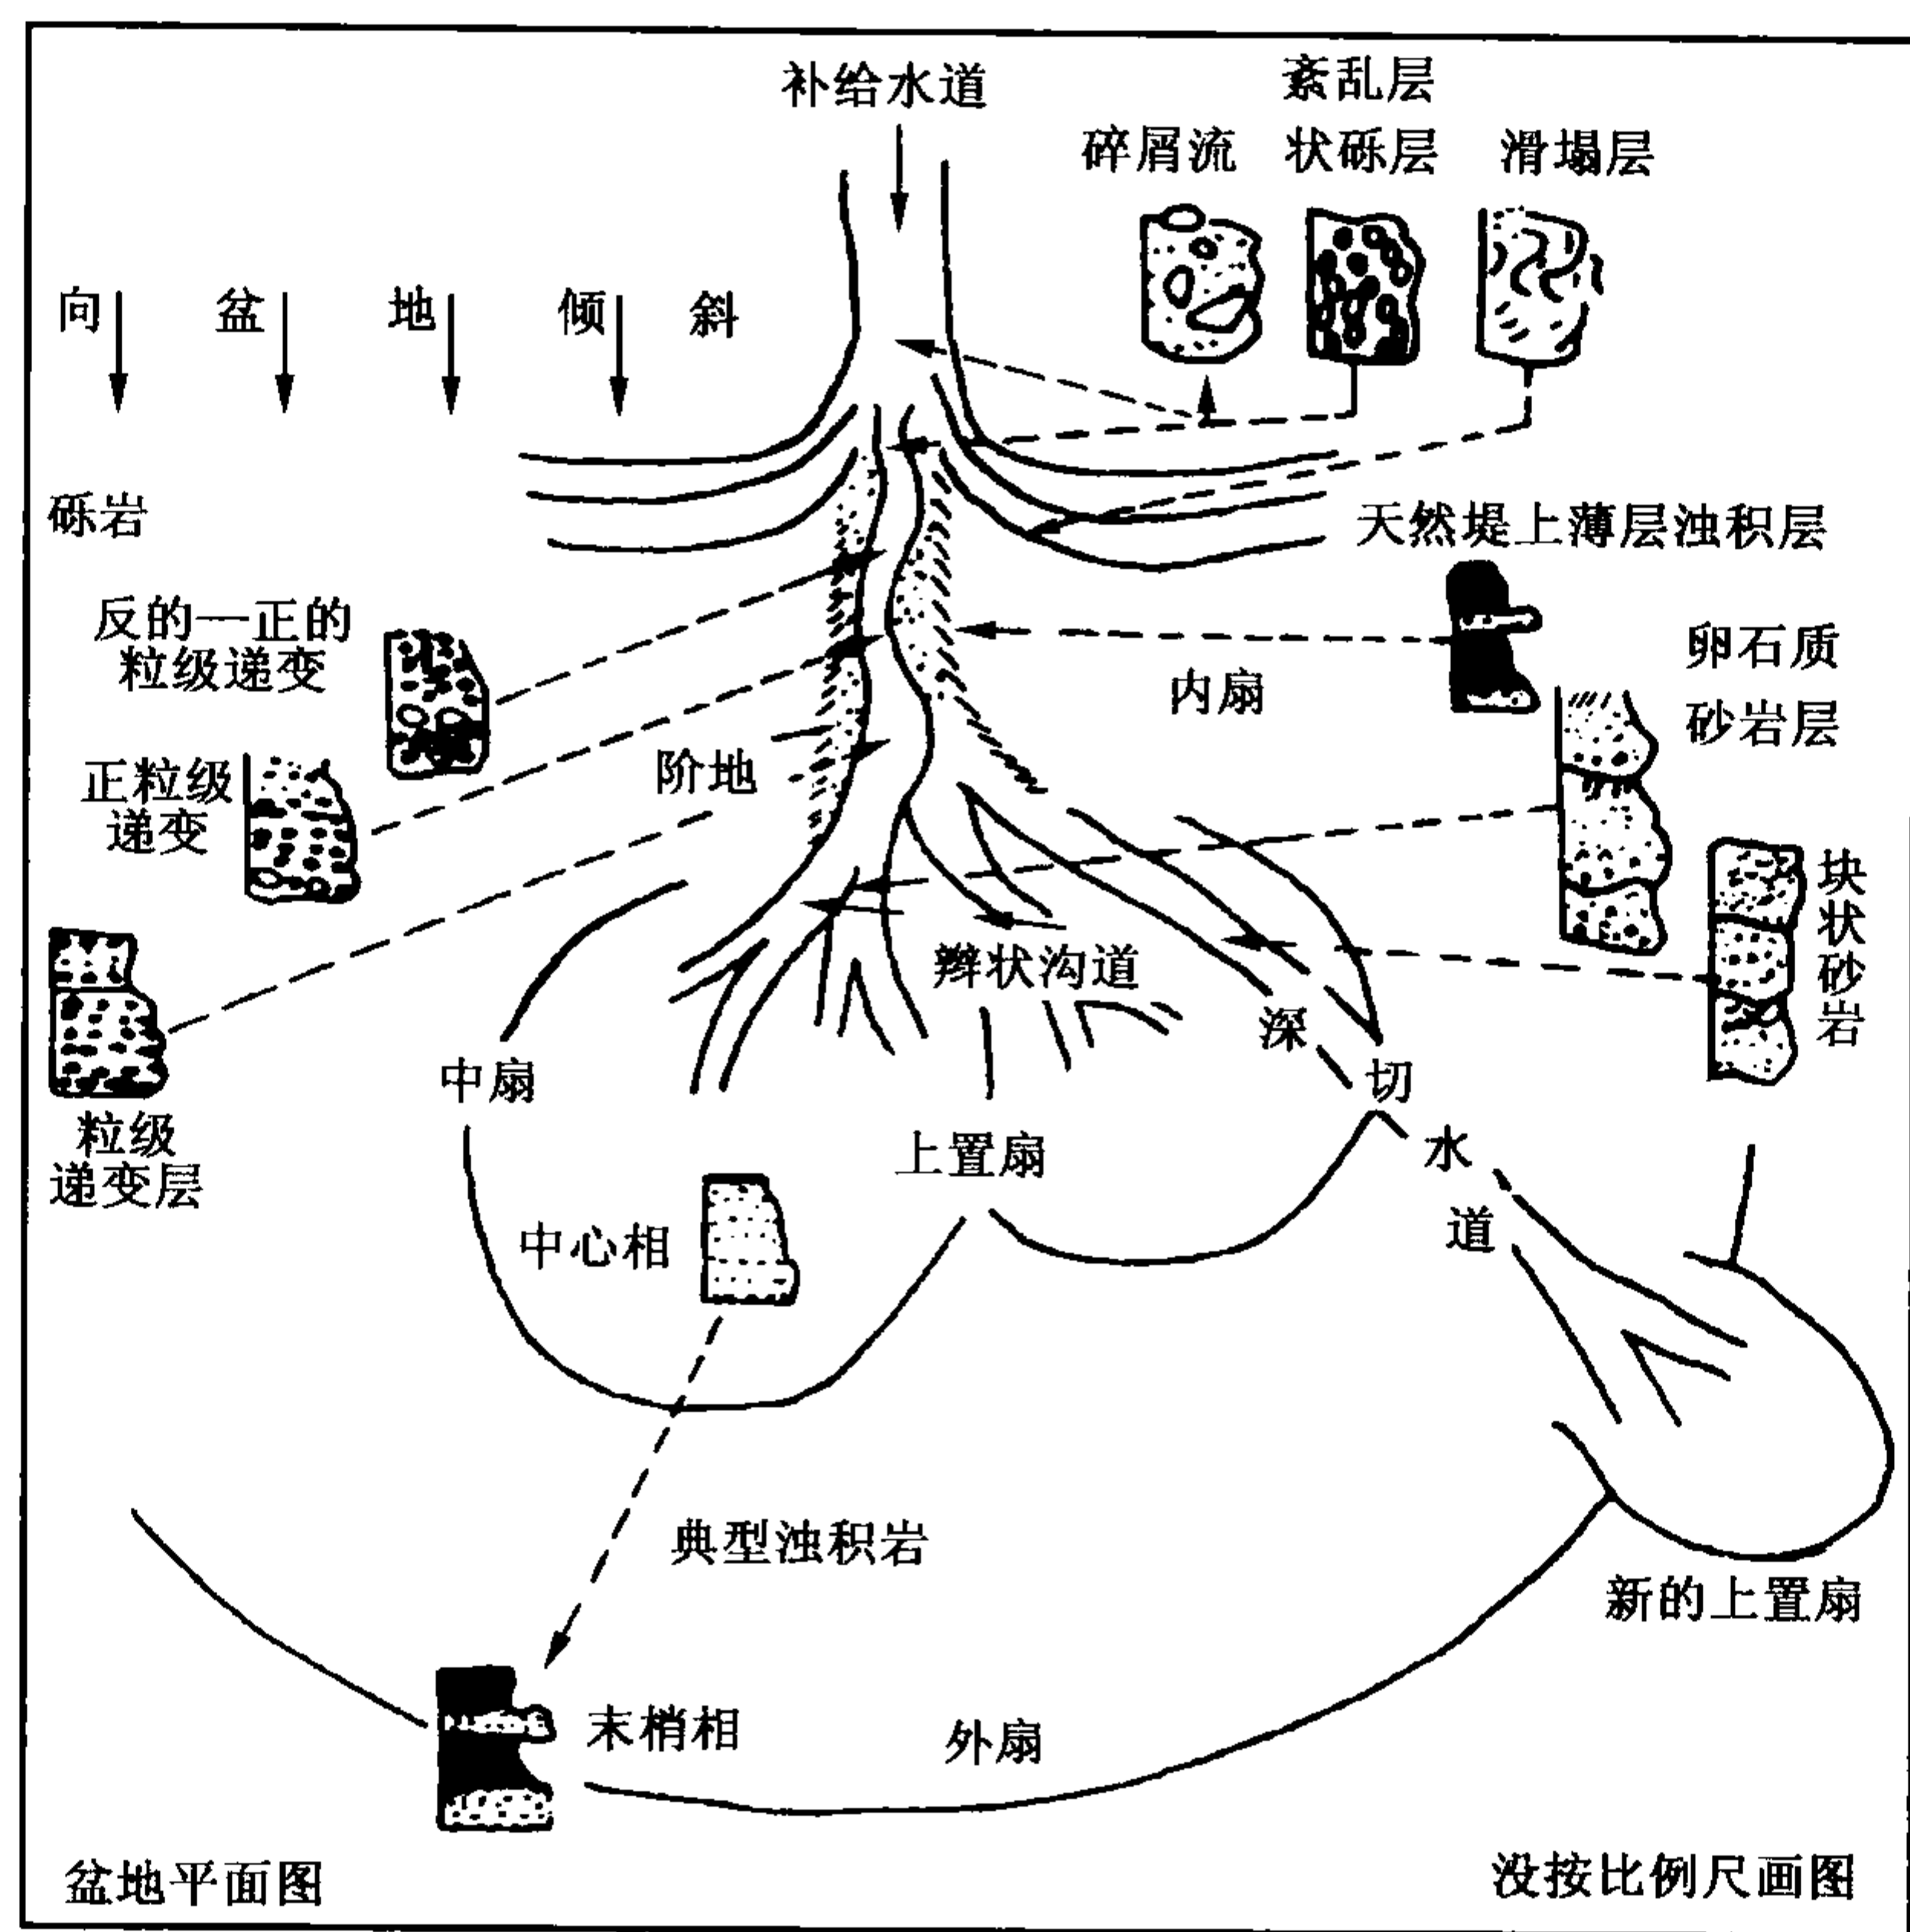 补给水道
紊乱层
碎屑流
状砾层
滑塌层
向 盆 地 倾 斜
砾岩
天然堤上薄层浊积层
反的—正的
粒级递变
卵石质
砂岩层
内扇
正粒级
递变
阶地
块状砂岩
辫状沟道
深切水道
中扇
粒级
递变层
上置扇
中心相
典型浊积岩
新的上置扇
末梢相
外扇
盆地平面图
没按比例尺画图